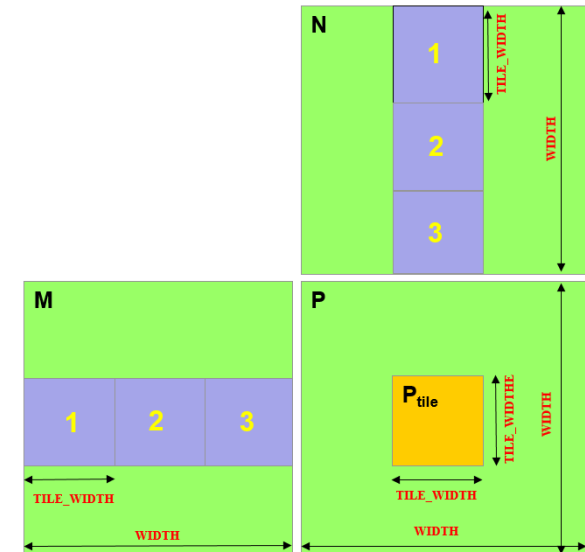 N
1
TILE_WIDTH
2
WIDTH
3
M
1
2
3
TILE_WIDTH
WIDTH
P
Ptile
TILE_WIDTHE
WIDTH
TILE_WIDTH
WIDTH